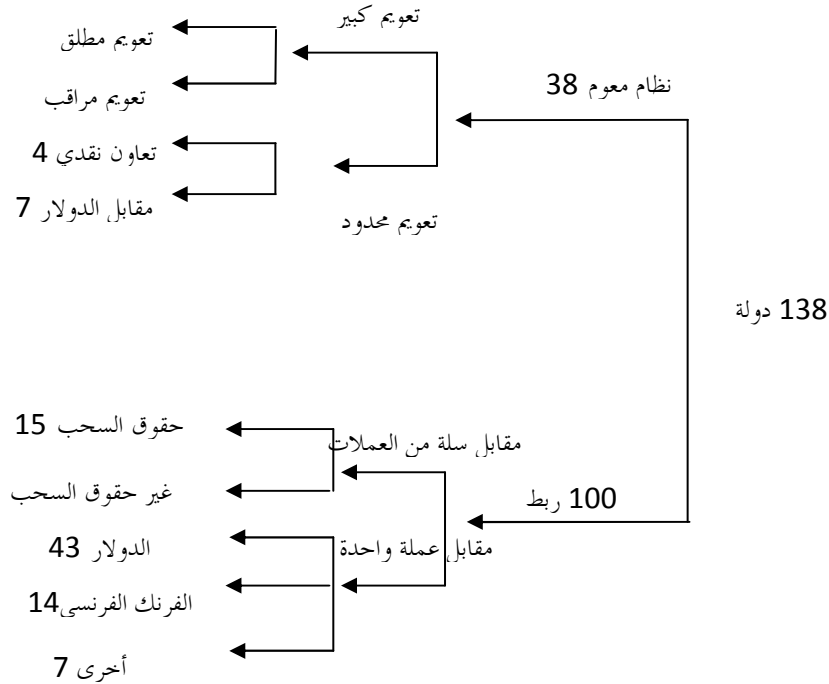 تعويم كبير
تعويم مطلق
نظام معوم 38
تعويم مراقب
تعاون نقدي 4
مقابل الدولار 7
تعويم محدود
138 دولة
حقوق السحب 15
مقابل سلة من العملات
غير حقوق السحب
100 ربط
الدولار 43
مقابل عملة واحدة
الفرنك الفرنسي14
أخرى 7